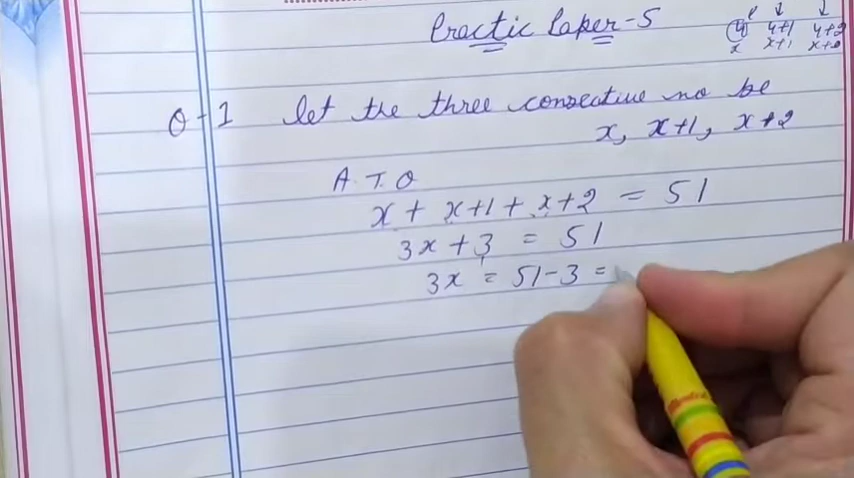 Practic Paper-5
4 4+1 4+2
x x+1 x+2
Q-1 let the three consecutive no be
x, x+1, x+2
A.T.Q
x + x+1 + x+2 = 51
3x + 3 = 51
3x = 51-3 =